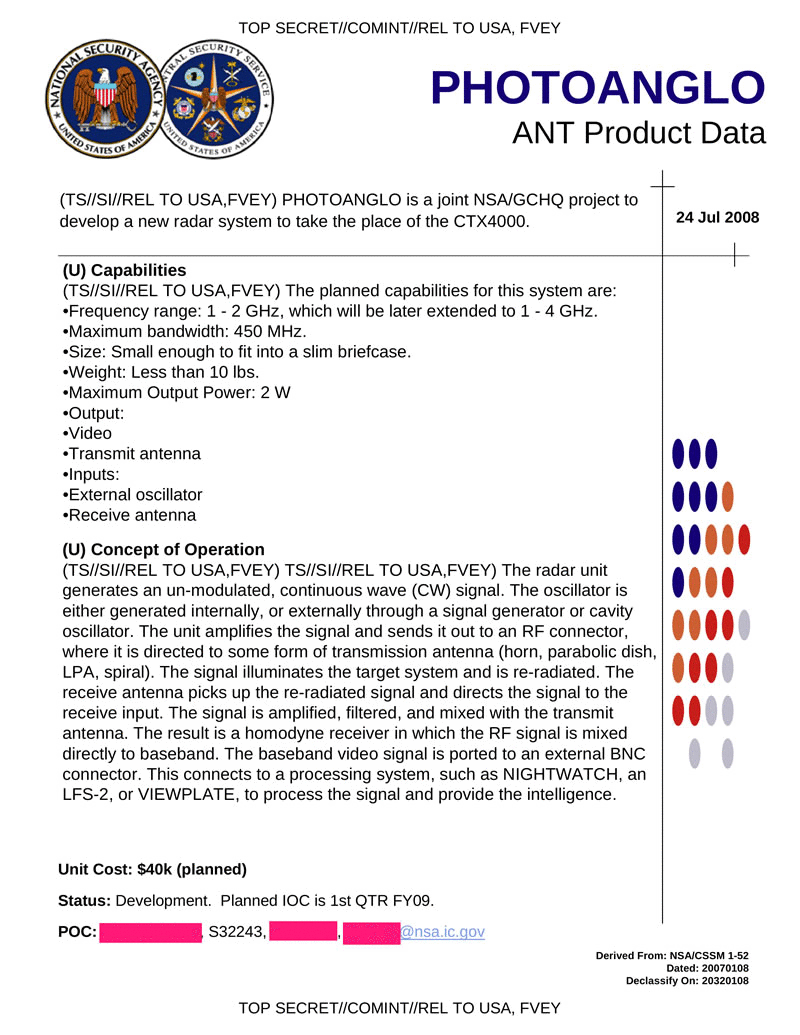 TOP SECRET//COMINT//REL TO USA, FVEY
NATIONAL SECURITY AGENCY
UNITED STATES OF AMERICA
TRAL SECURITY SERVICE
UNITED STATES OF AMERICA
PHOTOANGLO
ANT Product Data
(TS//SI//REL TO USA,FVEY) PHOTOANGLO is a joint NSA/GCHQ project to
develop a new radar system to take the place of the CTX4000.
24 Jul 2008
(U) Capabilities
(TS//SI//REL TO USA,FVEY) The planned capabilities for this system are:
•Frequency range: 1 - 2 GHz, which will be later extended to 1 - 4 GHz.
•Maximum bandwidth: 450 MHz.
•Size: Small enough to fit into a slim briefcase.
•Weight: Less than 10 lbs.
•Maximum Output Power: 2 W
•Output:
•Video
•Transmit antenna
•Inputs:
•External oscillator
•Receive antenna
(U) Concept of Operation
(TS//SI//REL TO USA,FVEY) TS//SI//REL TO USA,FVEY) The radar unit
generates an un-modulated, continuous wave (CW) signal. The oscillator is
either generated internally, or externally through a signal generator or cavity
oscillator. The unit amplifies the signal and sends it out to an RF connector,
where it is directed to some form of transmission antenna (horn, parabolic dish,
LPA, spiral). The signal illuminates the target system and is re-radiated. The
receive antenna picks up the re-radiated signal and directs the signal to the
receive input. The signal is amplified, filtered, and mixed with the transmit
antenna. The result is a homodyne receiver in which the RF signal is mixed
directly to baseband. The baseband video signal is ported to an external BNC
connector. This connects to a processing system, such as NIGHTWATCH, an
LFS-2, or VIEWPLATE, to process the signal and provide the intelligence.
Unit Cost: $40k (planned)
Status: Development. Planned IOC is 1st QTR FY09.
POC: , S32243, , @nsa.ic.gov
Derived From: NSA/CSSM 1-52
Dated: 20070108
Declassify On: 20320108
TOP SECRET//COMINT//REL TO USA, FVEY